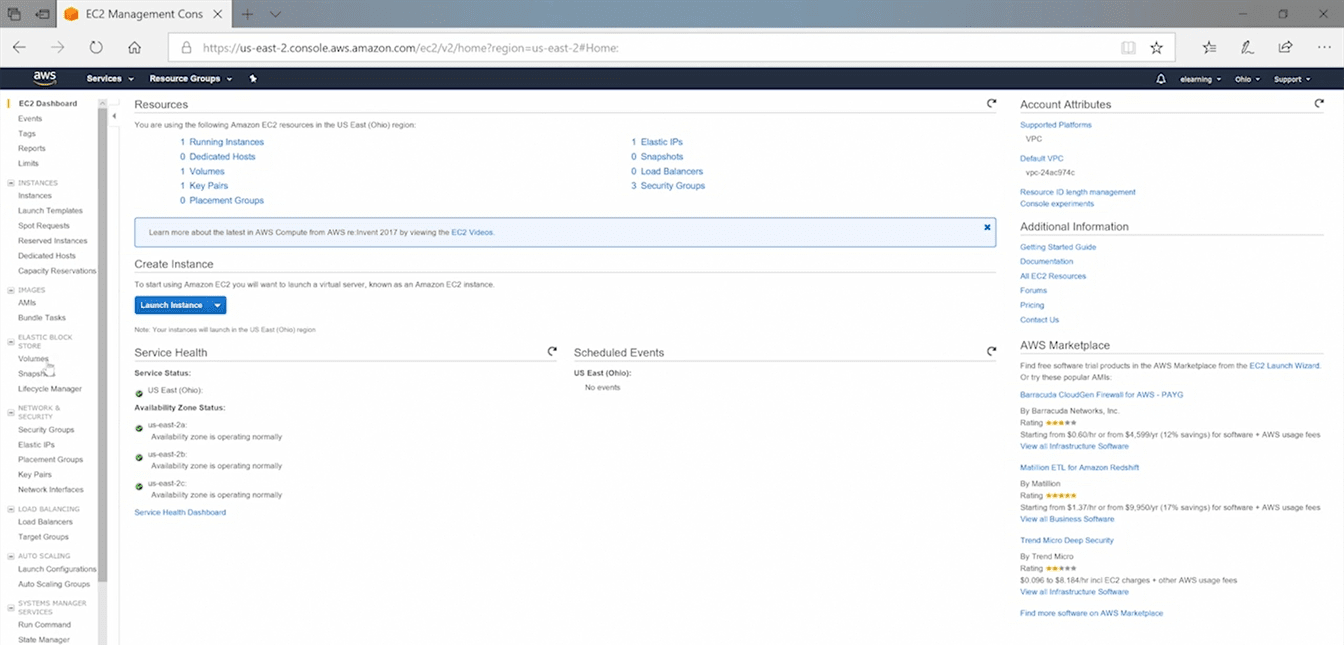 EC2 Management Cons
https://us-east-2.console.aws.amazon.com/ec2/v2/home?region=us-east-2#Home:
aws
Services
Resource Groups
elearning
Ohio
Support
EC2 Dashboard
Events
Tags
Reports
Limits
INSTANCES
Instances
Launch Templates
Spot Requests
Reserved Instances
Dedicated Hosts
Capacity Reservations
IMAGES
AMIs
Bundle Tasks
ELASTIC BLOCK
STORE
Volumes
Snapshots
Lifecycle Manager
NETWORK &
SECURITY
Security Groups
Elastic IPs
Placement Groups
Key Pairs
Network Interfaces
LOAD BALANCING
Load Balancers
Target Groups
AUTO SCALING
Launch Configurations
Auto Scaling Groups
SYSTEMS MANAGER
SERVICES
Run Command
State Manager
Resources
You are using the following Amazon EC2 resources in the US East (Ohio) region:
1 Running Instances
0 Dedicated Hosts
1 Volumes
1 Key Pairs
0 Placement Groups
1 Elastic IPs
0 Snapshots
0 Load Balancers
3 Security Groups
Learn more about the latest in AWS Compute from AWS re:Invent 2017 by viewing the EC2 Videos.
Create Instance
To start using Amazon EC2 you will want to launch a virtual server, known as an Amazon EC2 instance.
Launch Instance
Note: Your instances will launch in the US East (Ohio) region
Service Health
Service Status:
US East (Ohio):
Availability Zone Status:
us-east-2a:
Availability zone is operating normally
us-east-2b:
Availability zone is operating normally
us-east-2c:
Availability zone is operating normally
Service Health Dashboard
Scheduled Events
US East (Ohio):
No events
Account Attributes
Supported Platforms
VPC
Default VPC
vpc-24ac974c
Resource ID length management
Console experiments
Additional Information
Getting Started Guide
Documentation
All EC2 Resources
Forums
Pricing
Contact Us
AWS Marketplace
Find free software trial products in the AWS Marketplace from the EC2 Launch Wizard.
Or try these popular AMIs:
Barracuda CloudGen Firewall for AWS - PAYG
By Barracuda Networks, Inc.
Rating
Starting from $0.60/hr or from $4,599/yr (12% savings) for software + AWS usage fees
View all Infrastructure Software
Matillion ETL for Amazon Redshift
By Matillion
Rating
Starting from $1.37/hr or from $9,950/yr (17% savings) for software + AWS usage fees
View all Business Software
Trend Micro Deep Security
By Trend Micro
Rating
$0.096 to $8.184/hr incl EC2 charges + other AWS usage fees
View all Infrastructure Software
Find more software on AWS Marketplace